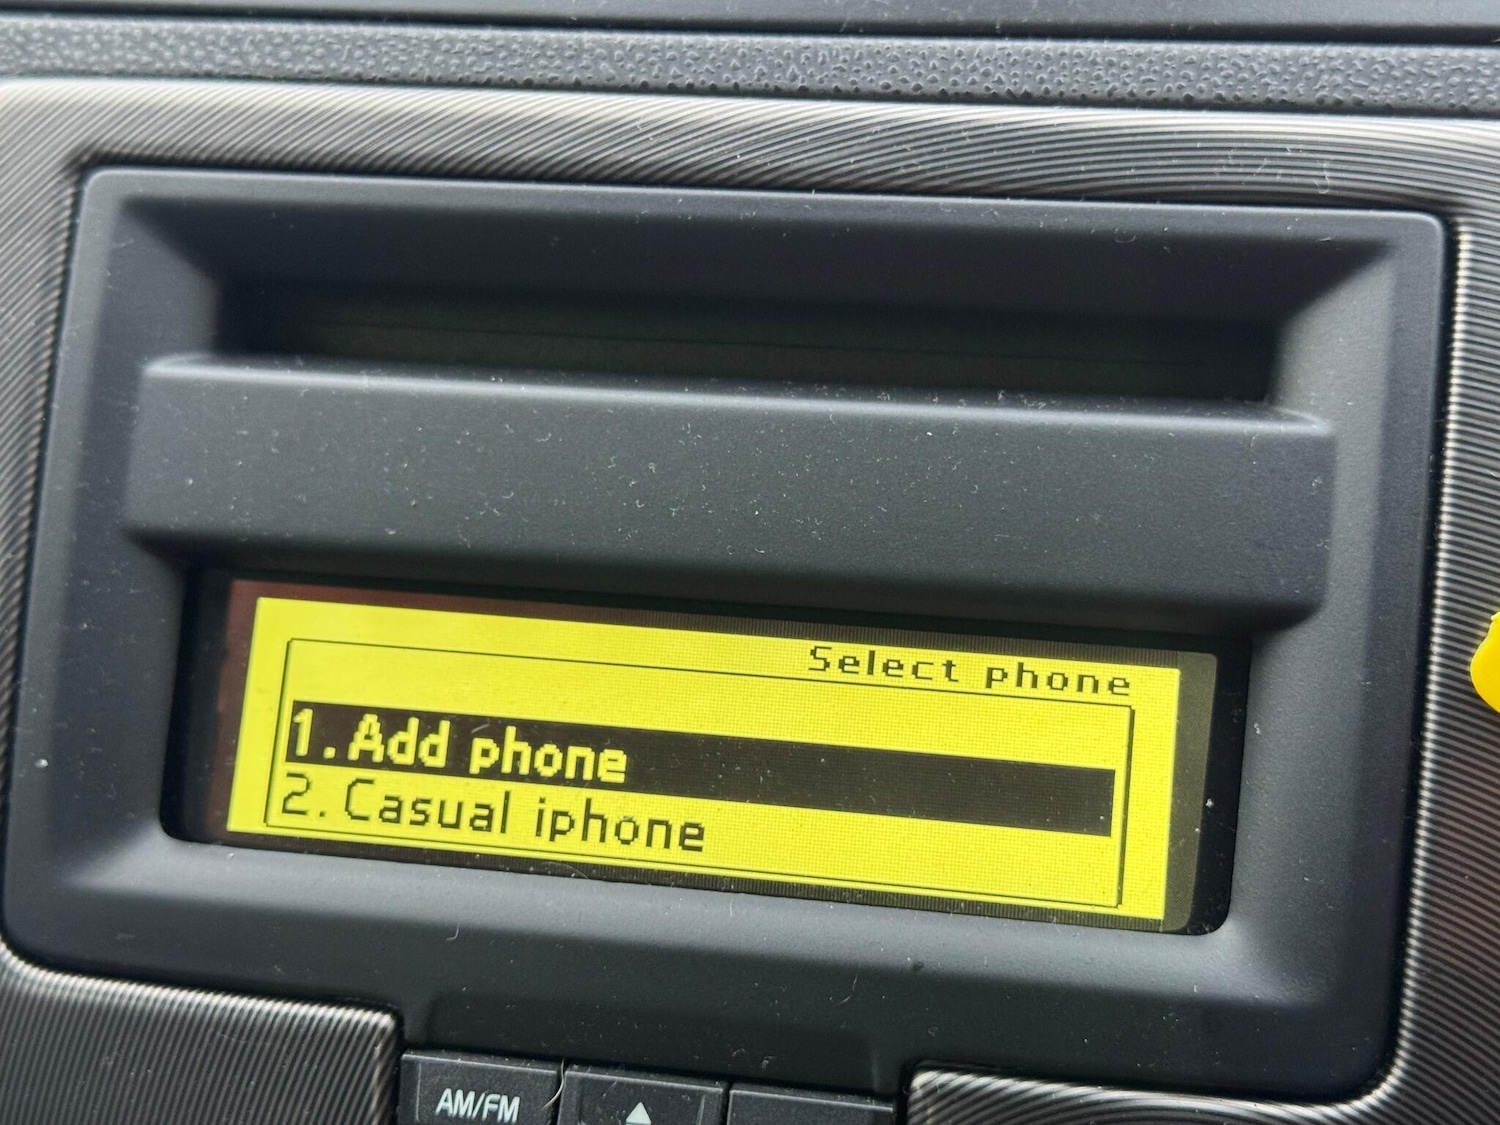 Select phone
1. Add phone
2. Casual iphone
AM/FM